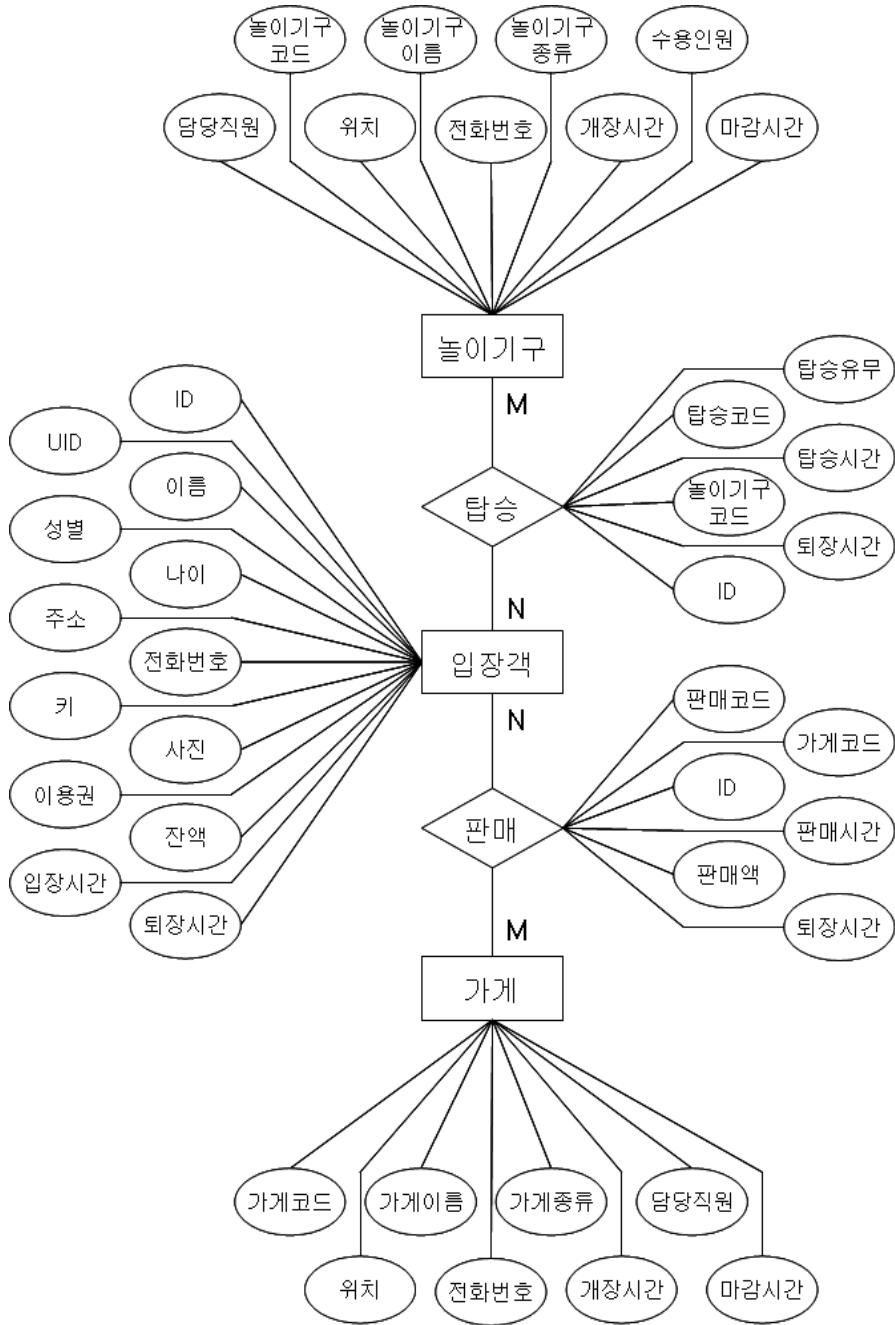 놀이기구
코드
놀이기구
이름
놀이기구
종류
수용인원
담당직원
위치
전화번호
개장시간
마감시간
놀이기구
M
탑승유무
탑승코드
탑승시간
놀이기구
코드
퇴장시간
ID
탑승
ID
UID
이름
성별
나이
주소
전화번호
키
사진
이용권
잔액
입장시간
퇴장시간
N
입장객
N
판매코드
가게코드
ID
판매시간
판매액
퇴장시간
판매
M
가게
가게코드
가게이름
가게종류
담당직원
위치
전화번호
개장시간
마감시간